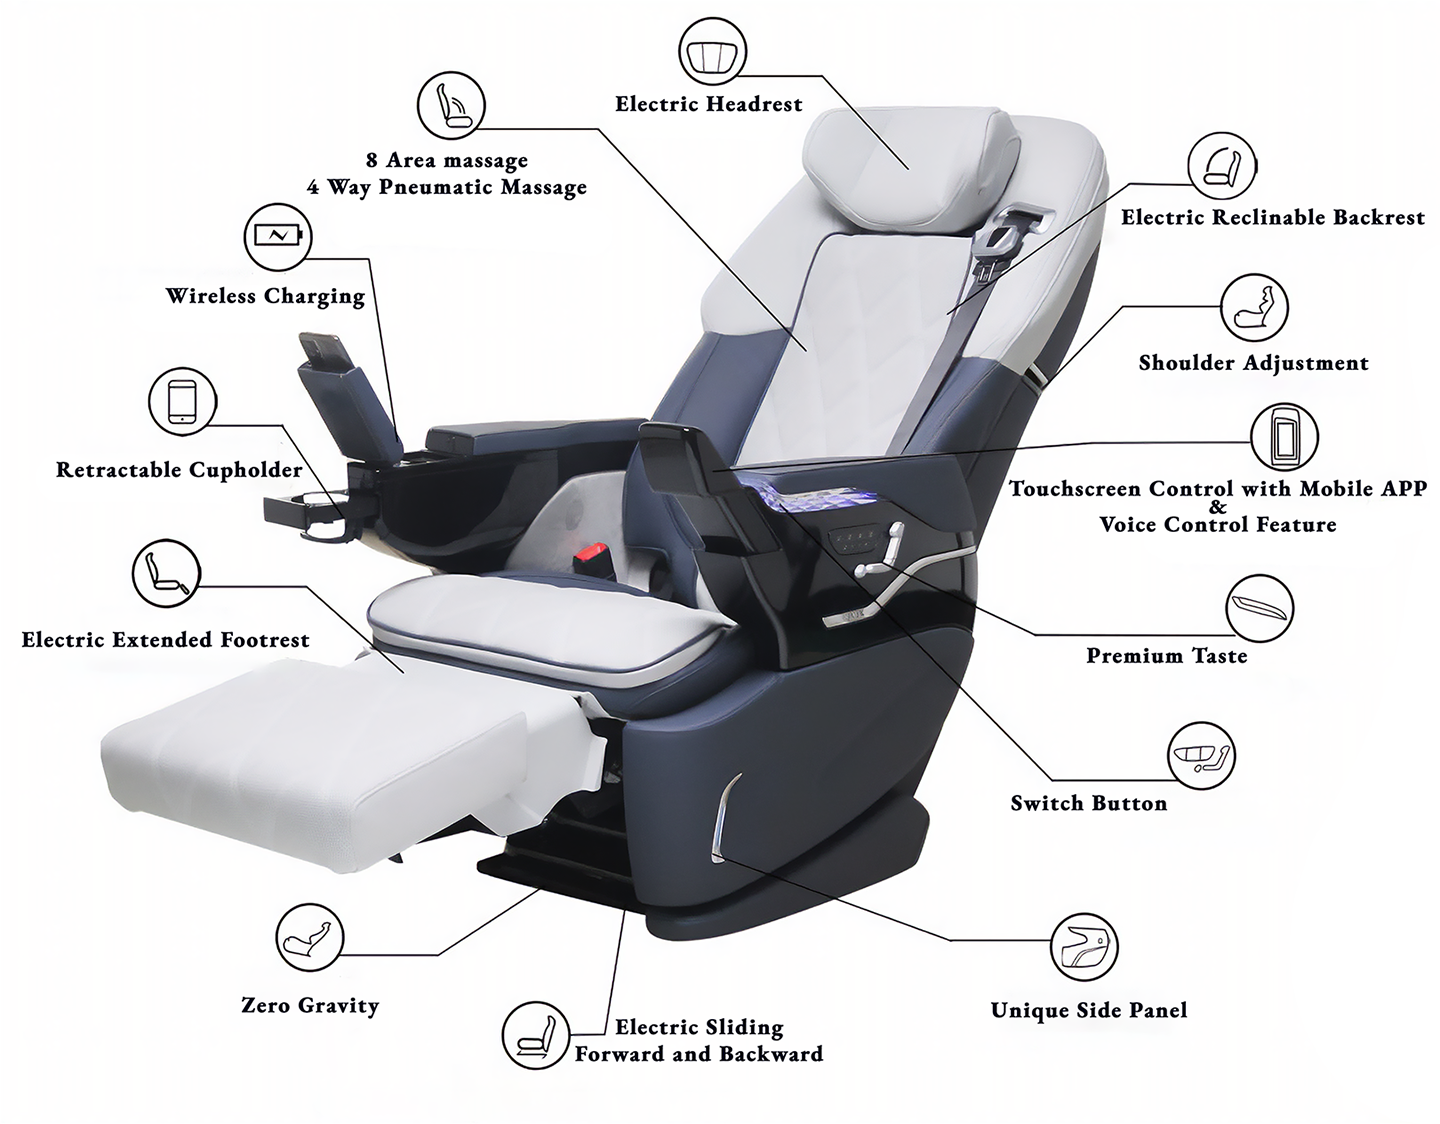 Electric Headrest
8 Area massage
4 Way Pneumatic Massage
Electric Reclinable Backrest
Wireless Charging
Shoulder Adjustment
Retractable Cupholder
Touchscreen Control with Mobile APP
&
Voice Control Feature
Electric Extended Footrest
Premium Taste
Switch Button
Zero Gravity
Unique Side Panel
Electric Sliding
Forward and Backward